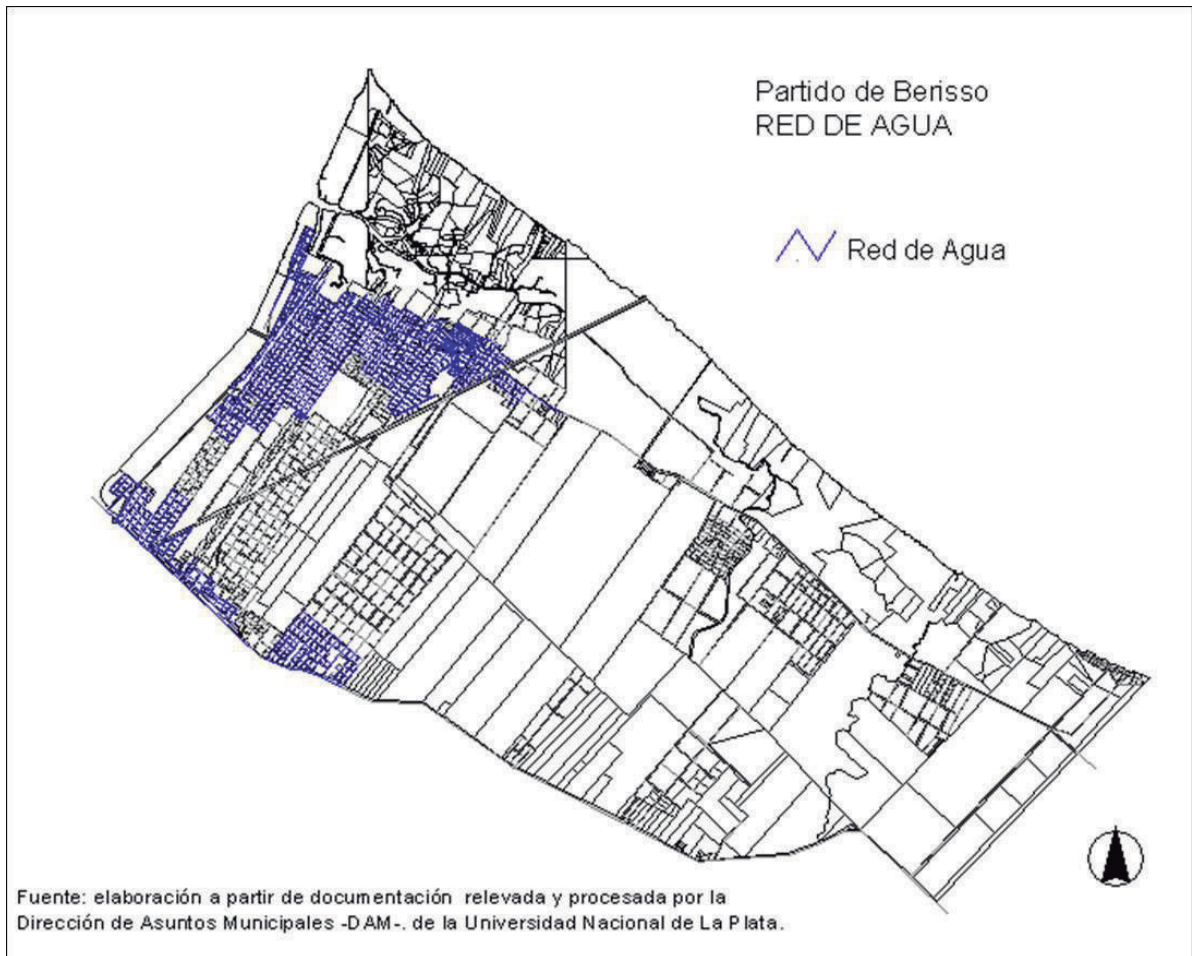 Partido de Berisso
RED DE AGUA
Red de Agua
Fuente: elaboración a partir de documentación relevada y procesada por la
Dirección de Asuntos Municipales -DAM-. de la Universidad Nacional de La Plata.